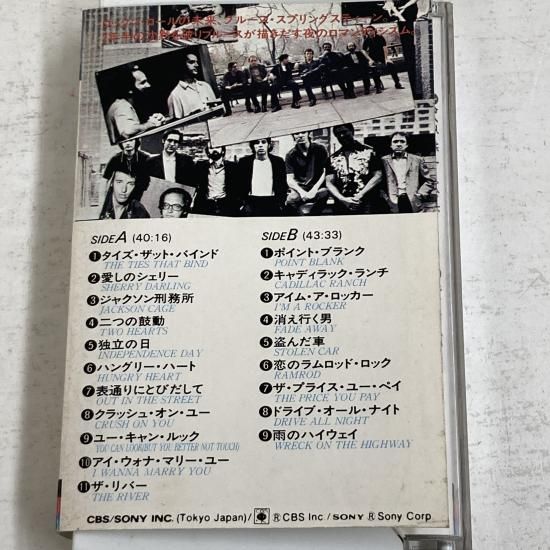 ロックンロールの未来、ブルース・スプリングスティーン。
ブルースが描きだす夜のロマンティシズム。
SIDE A (40:16)
❶タイズ・ザット・バインド
THE TIES THAT BIND
❷愛しのシェリー
SHERRY DARLING
❸ジャクソン刑務所
JACKSON CAGE
❹二つの鼓動
TWO HEARTS
❺独立の日
INDEPENDENCE DAY
❻ハングリー・ハート
HUNGRY HEART
❼表通りにとびだして
OUT IN THE STREET
❽クラッシュ・オン・ユー
CRUSH ON YOU
❾ユー・キャン・ルック
YOU CAN LOOK(BUT YOU BETTER NOT TOUCH)
❿アイ・ウォナ・マリー・ユー
I WANNA MARRY YOU
⓫ザ・リバー
THE RIVER
SIDE B (43:33)
❶ポイント・ブランク
POINT BLANK
❷キャディラック・ランチ
CADILLAC RANCH
❸アイム・ア・ロッカー
I'M A ROCKER
❹消え行く男
FADE AWAY
❺盗んだ車
STOLEN CAR
❻恋のラムロッド・ロック
RAMROD
❼ザ・プライス・ユー・ペイ
THE PRICE YOU PAY
❽ドライブ・オール・ナイト
DRIVE ALL NIGHT
❾雨のハイウェイ
WRECK ON THE HIGHWAY
CBS/SONY INC. (Tokyo Japan)/ ℗ CBS Inc / SONY ℗ Sony Corp